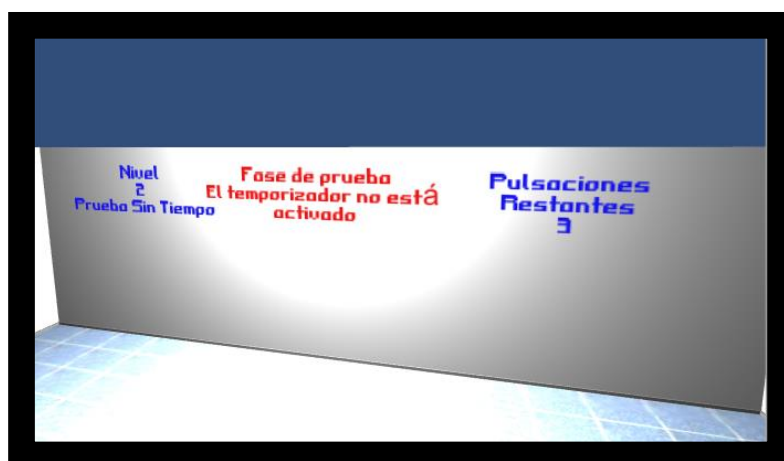 Nivel
2
Prueba Sin Tiempo
Fase de prueba
El temporizador no está
activado
Pulsaciones
Restantes
3